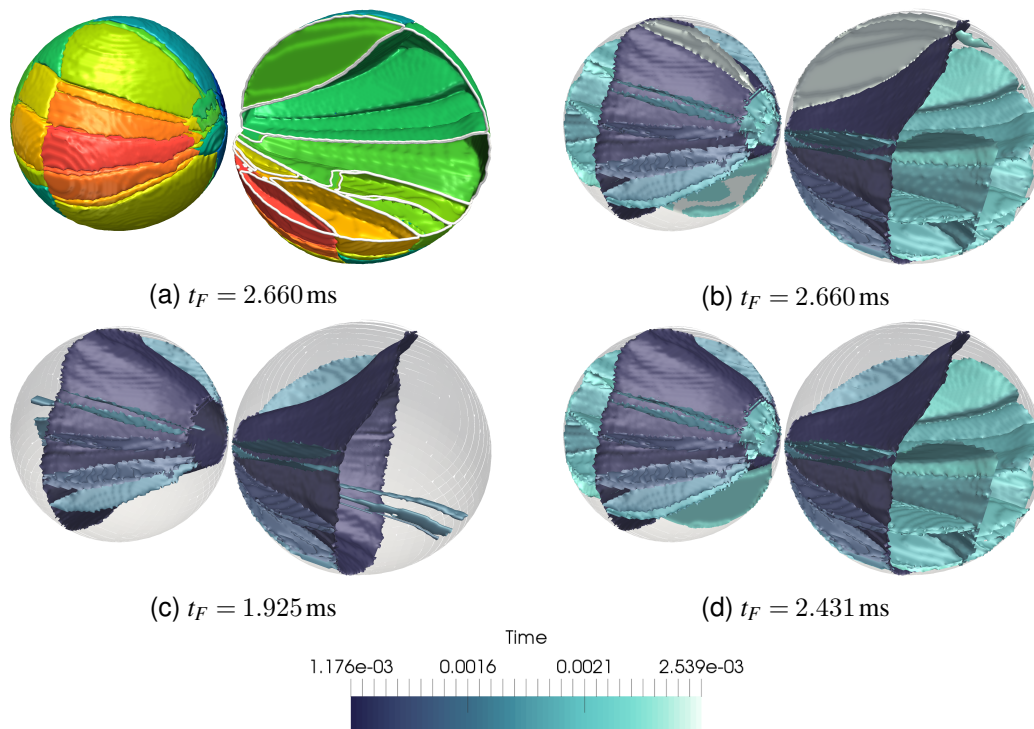 (a) t_F = 2.660 ms
(b) t_F = 2.660 ms
(c) t_F = 1.925 ms
(d) t_F = 2.431 ms
Time
1.176e-03 0.0016 0.0021 2.539e-03